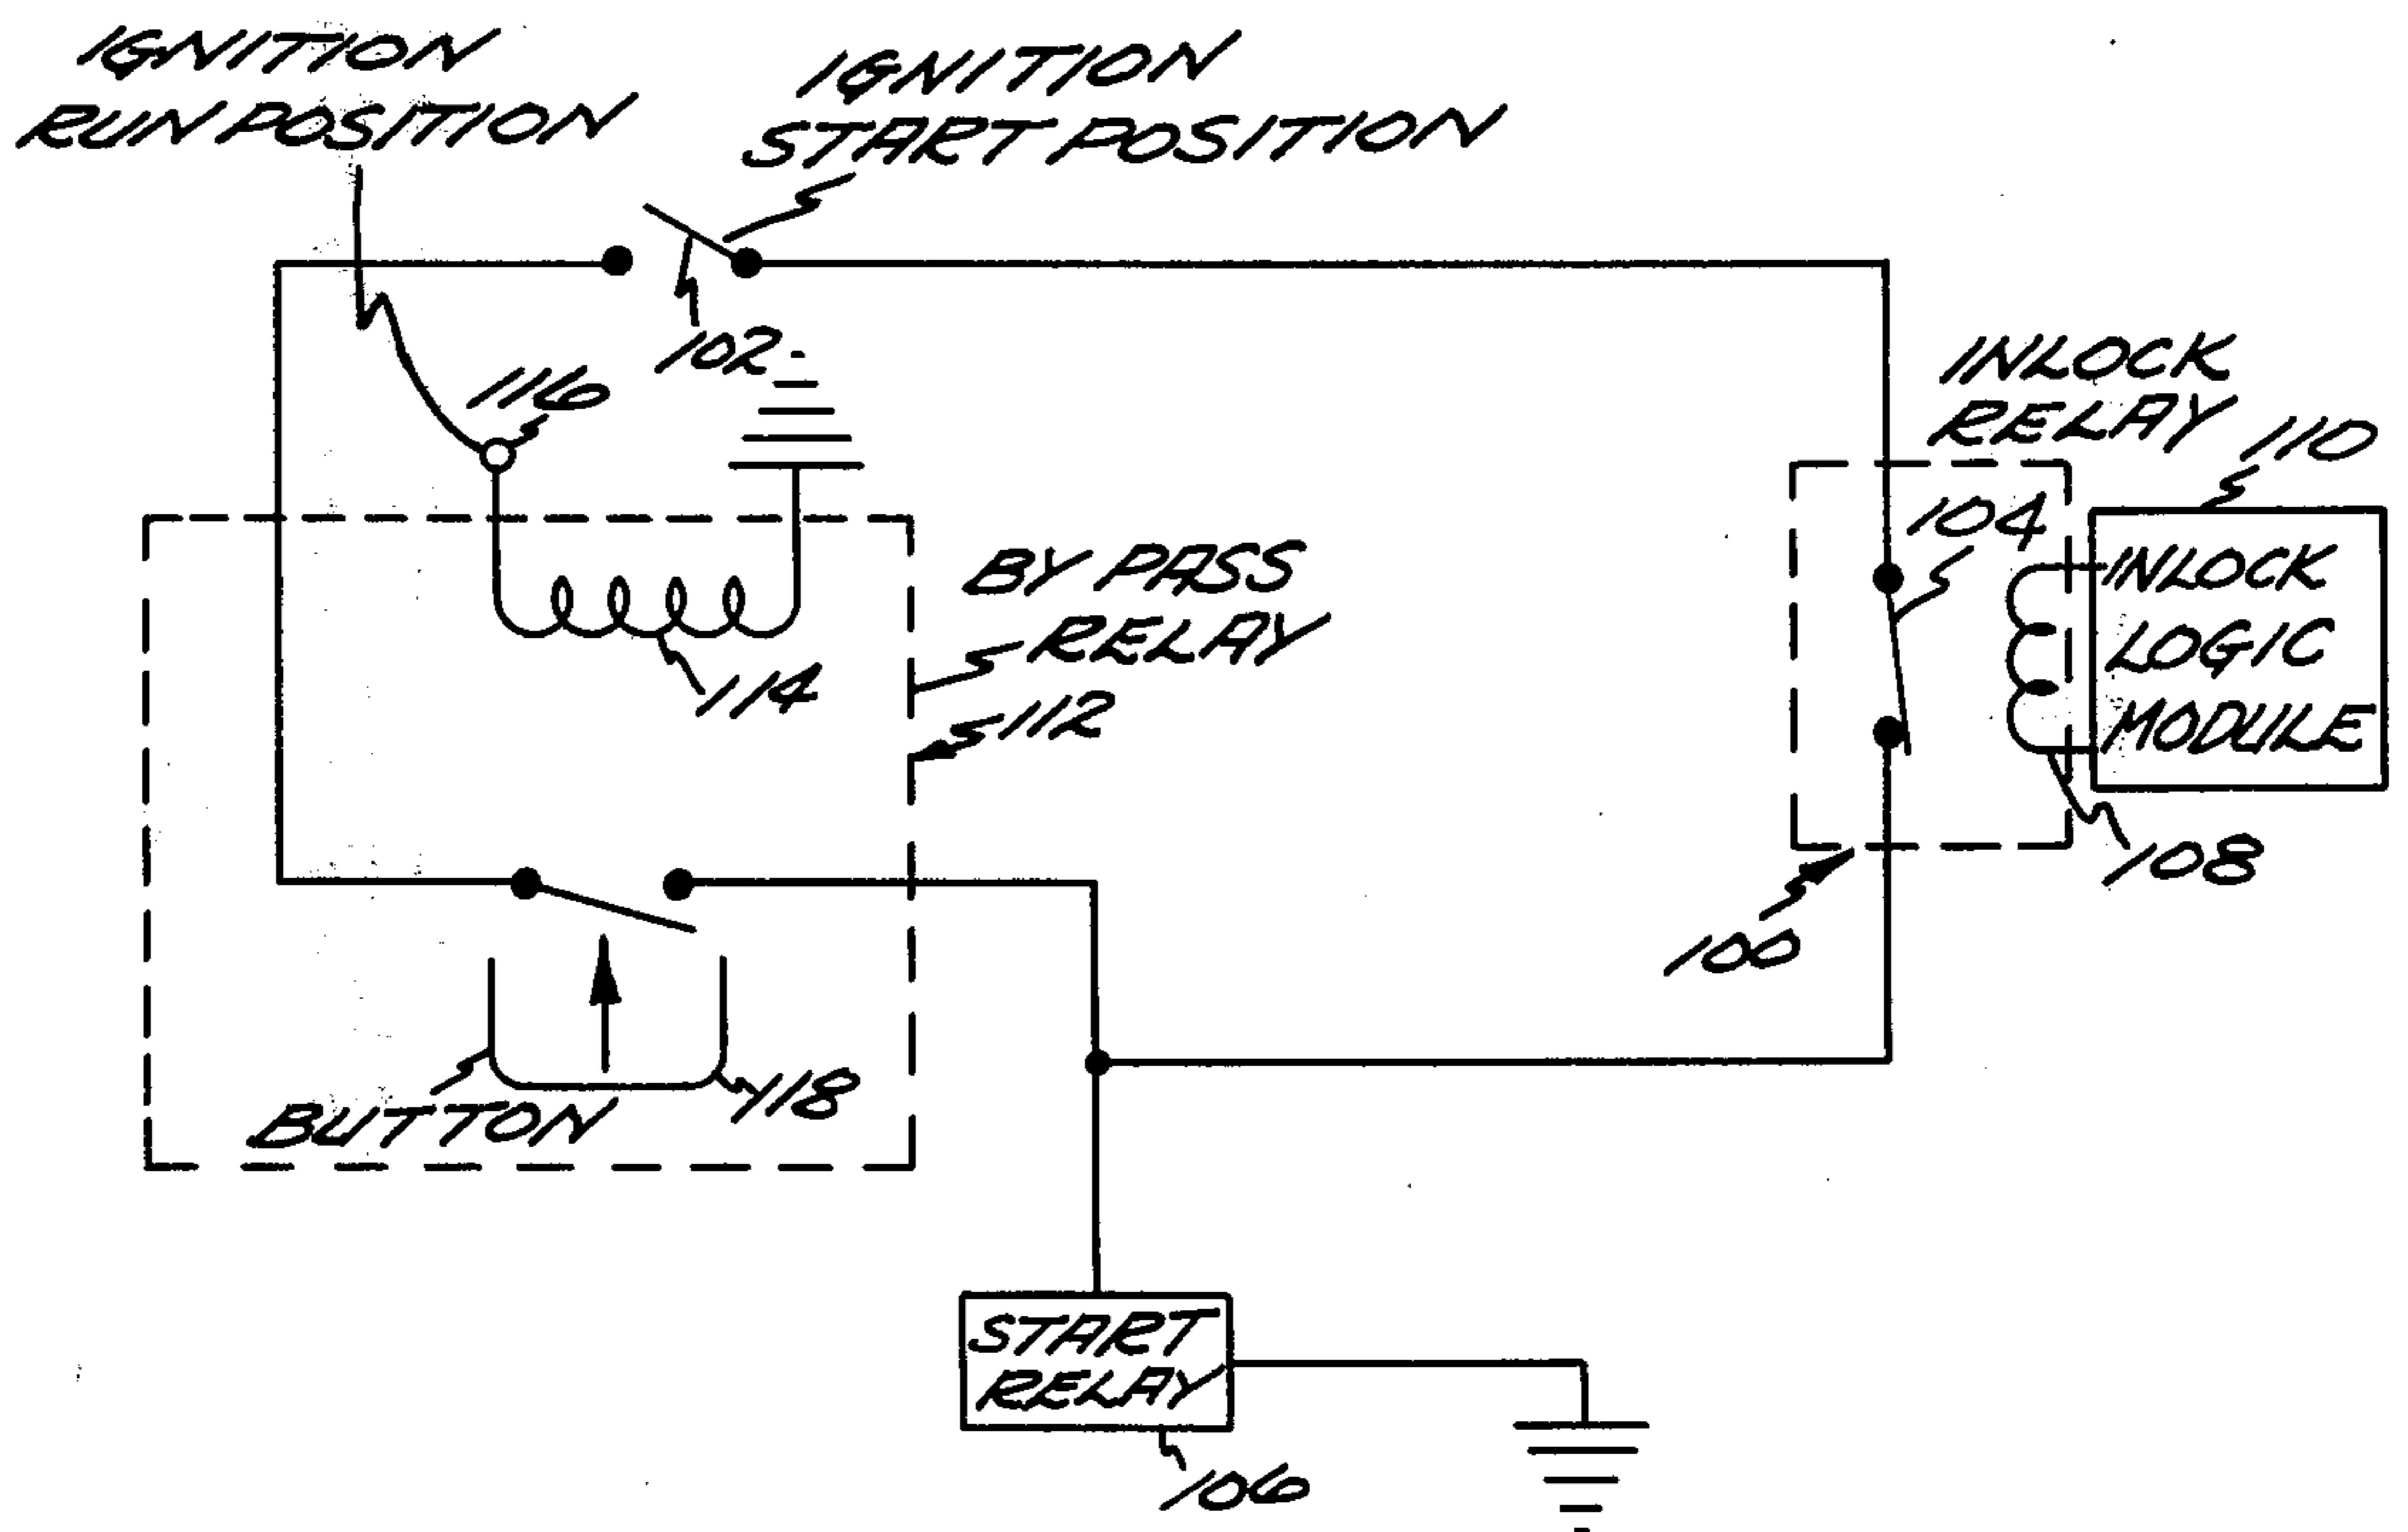 IGNITION
RUN POSITION
IGNITION
START POSITION
102
116
INLOCK
RELAY
110
104
INLOCK
LOGIC
MODULE
BY PASS
RELAY
114
112
108
100
BUTTON
118
START
RELAY
106